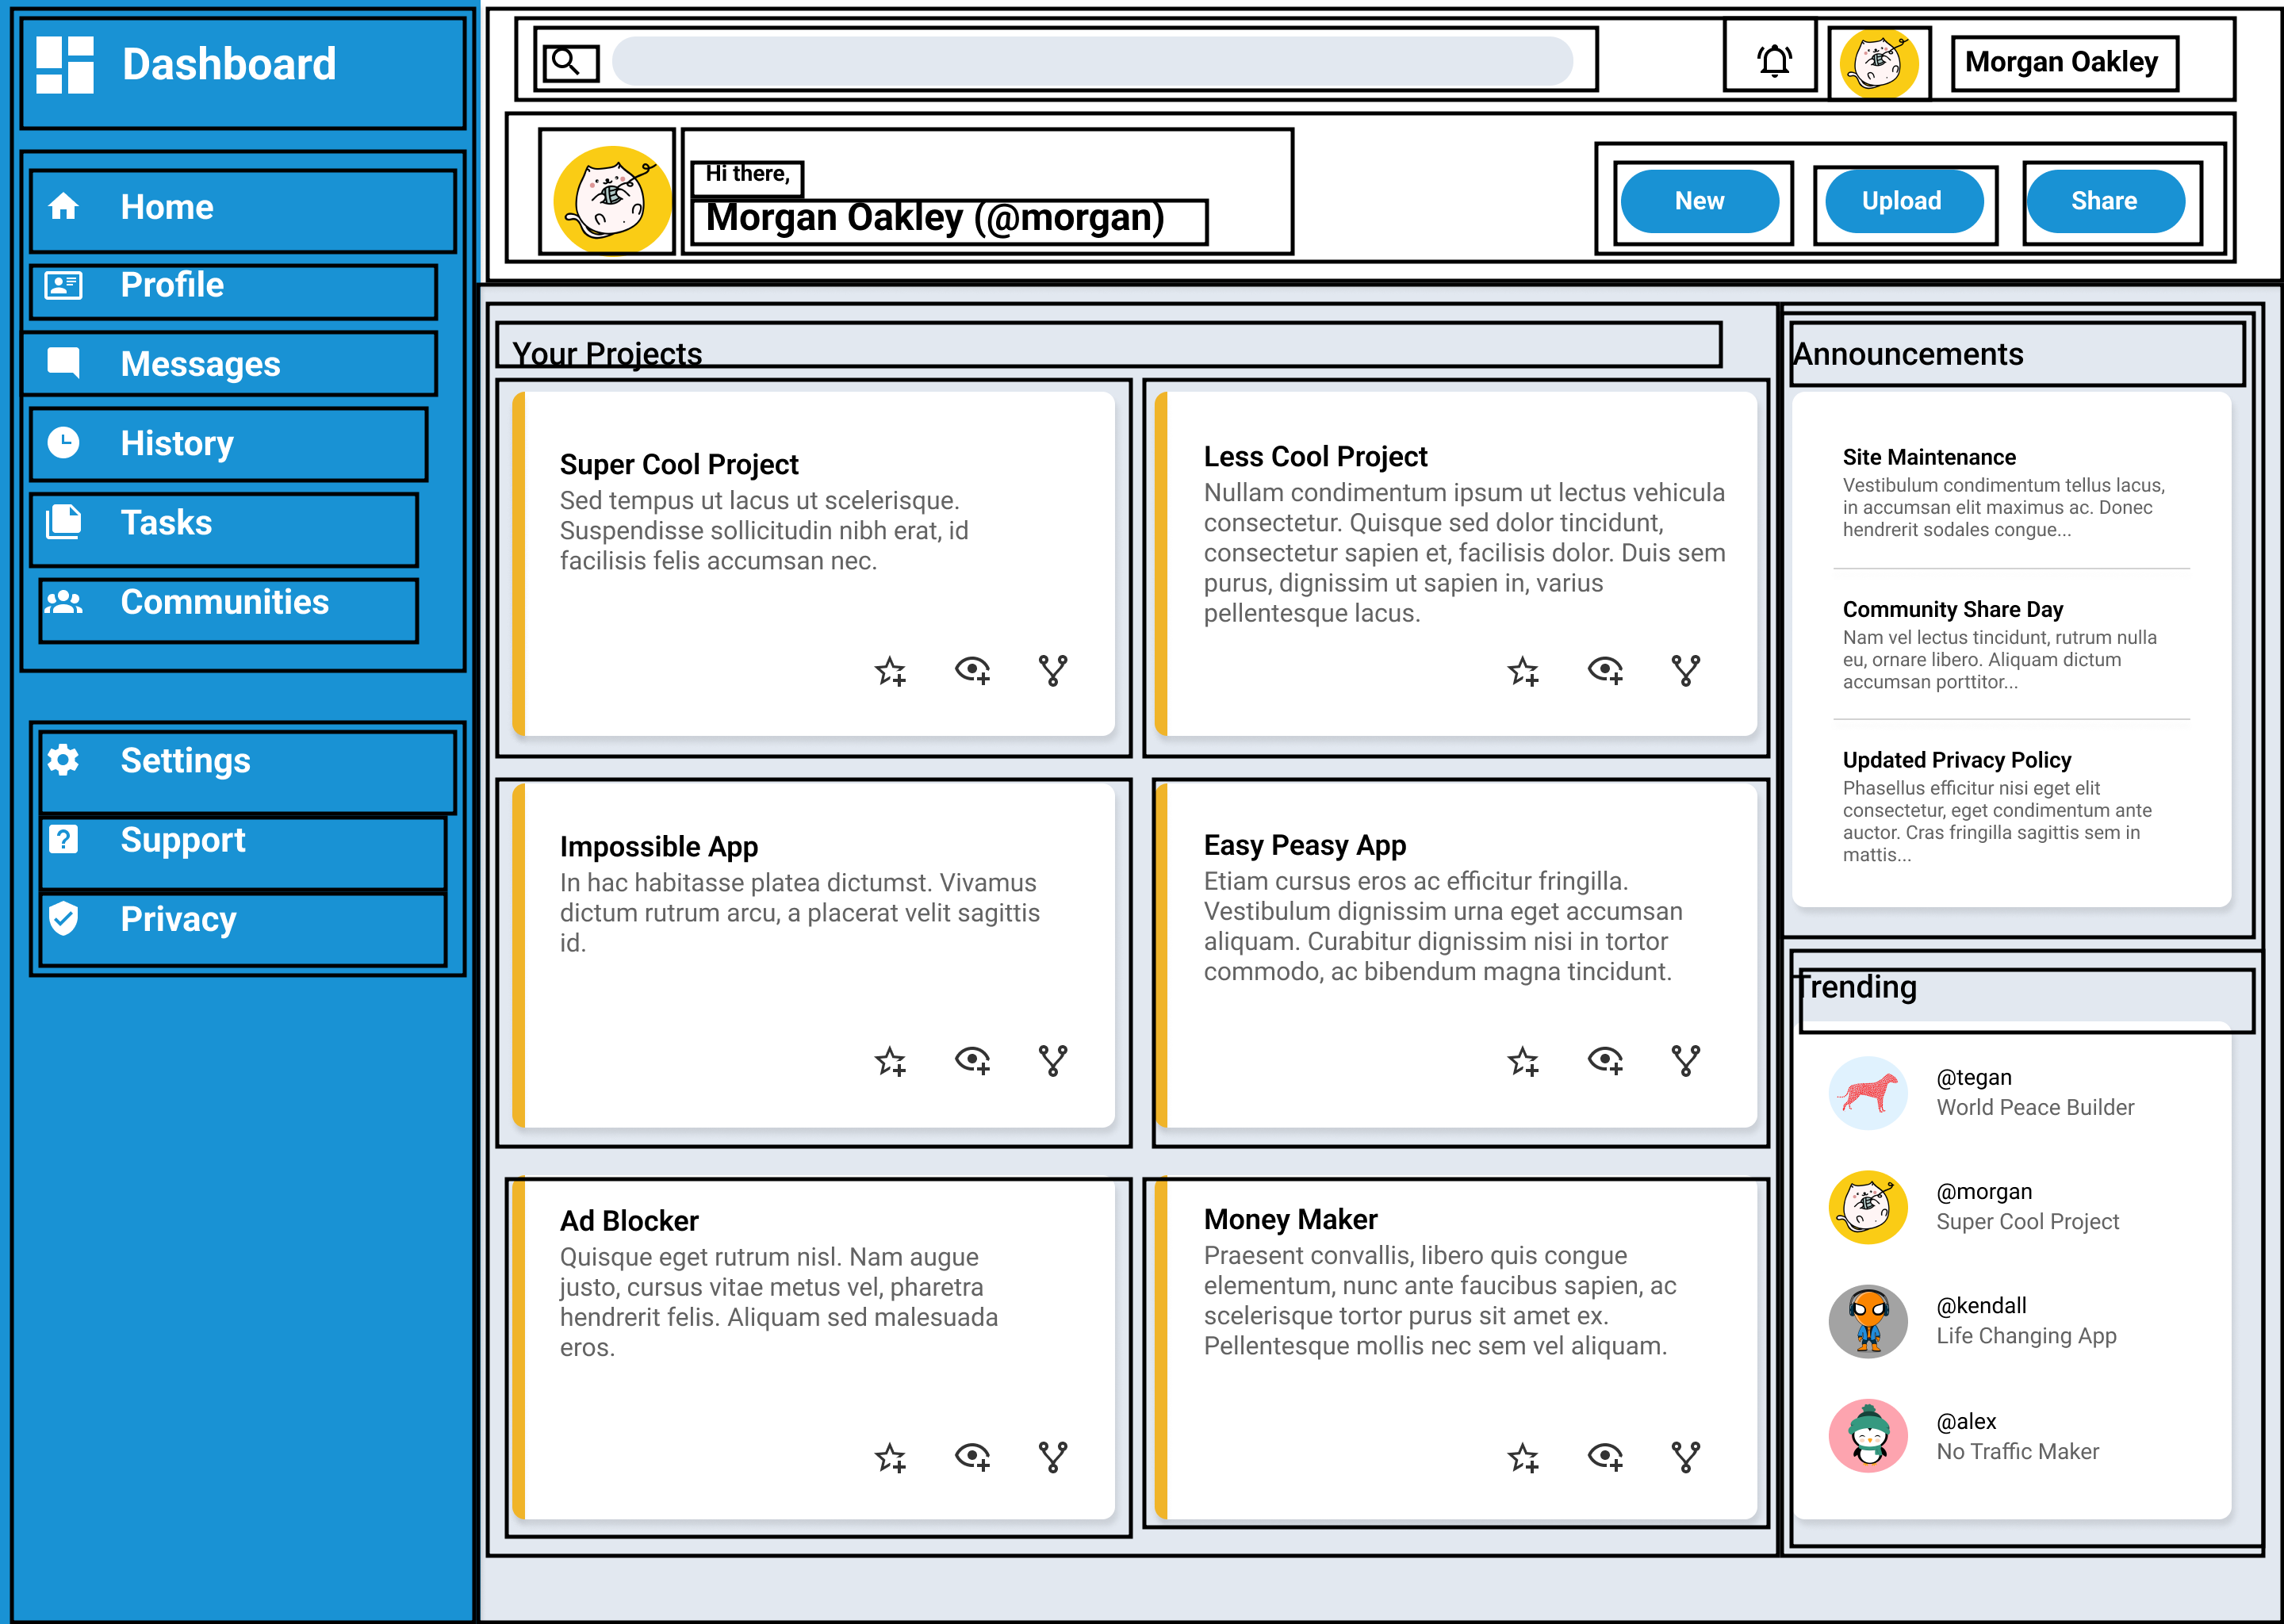 Dashboard
Home
Profile
Messages
History
Tasks
Communities
Settings
Support
Privacy
Morgan Oakley
Hi there,
Morgan Oakley (@morgan)
New
Upload
Share
Your Projects
Super Cool Project
Sed tempus ut lacus ut scelerisque.
Suspendisse sollicitudin nibh erat, id
facilisis felis accumsan nec.
Less Cool Project
Nullam condimentum ipsum ut lectus vehicula
consectetur. Quisque sed dolor tincidunt,
consectetur sapien et, facilisis dolor. Duis sem
purus, dignissim ut sapien in, varius
pellentesque lacus.
Impossible App
In hac habitasse platea dictumst. Vivamus
dictum rutrum arcu, a placerat velit sagittis
id.
Easy Peasy App
Etiam cursus eros ac efficitur fringilla.
Vestibulum dignissim urna eget accumsan
aliquam. Curabitur dignissim nisi in tortor
commodo, ac bibendum magna tincidunt.
Ad Blocker
Quisque eget rutrum nisl. Nam augue
justo, cursus vitae metus vel, pharetra
hendrerit felis. Aliquam sed malesuada
eros.
Money Maker
Praesent convallis, libero quis congue
elementum, nunc ante faucibus sapien, ac
scelerisque tortor purus sit amet ex.
Pellentesque mollis nec sem vel aliquam.
Announcements
Site Maintenance
Vestibulum condimentum tellus lacus,
in accumsan elit maximus ac. Donec
hendrerit sodales congue...
Community Share Day
Nam vel lectus tincidunt, rutrum nulla
eu, ornare libero. Aliquam dictum
accumsan porttitor...
Updated Privacy Policy
Phasellus efficitur nisi eget elit
consectetur, eget condimentum ante
auctor. Cras fringilla sagittis sem in
mattis...
Trending
@tegan
World Peace Builder
@morgan
Super Cool Project
@kendall
Life Changing App
@alex
No Traffic Maker